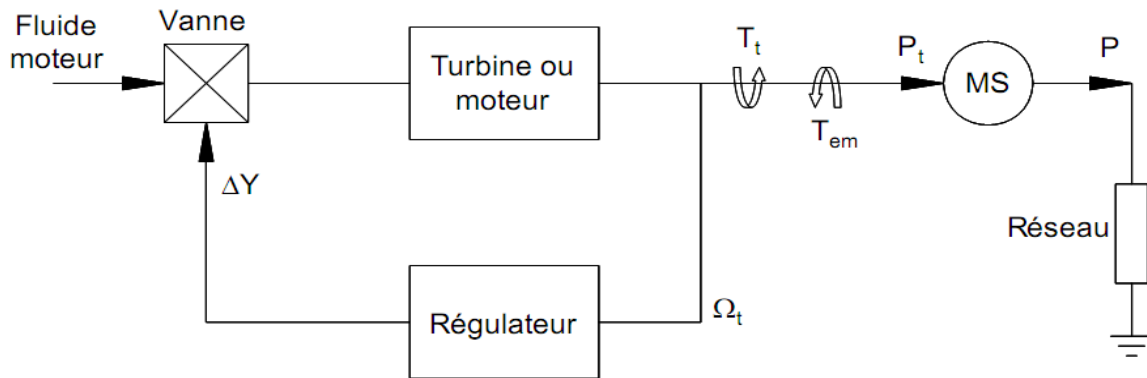 Fluide
moteur
Vanne
Turbine ou
moteur
Tt
Tem
Pt
MS
P
ΔY
Réseau
Régulateur
Ωt